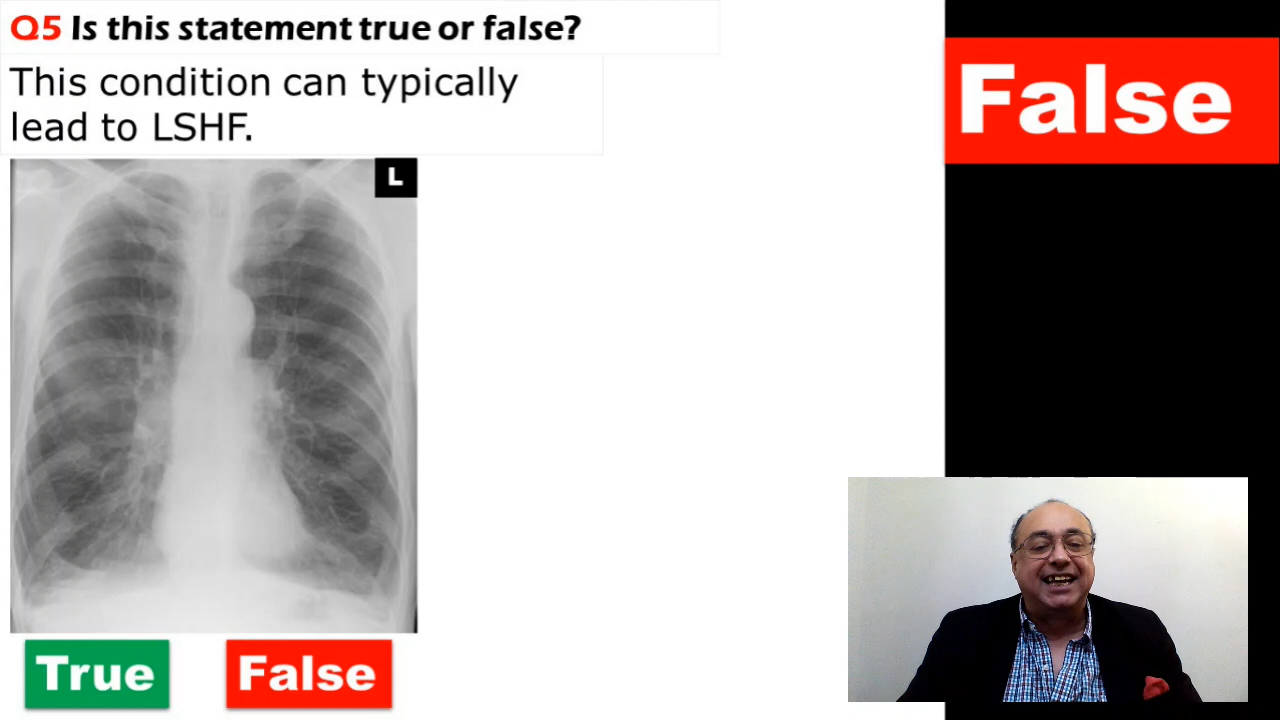 Q5 Is this statement true or false?
This condition can typically
lead to LSHF.
L
True
False
False